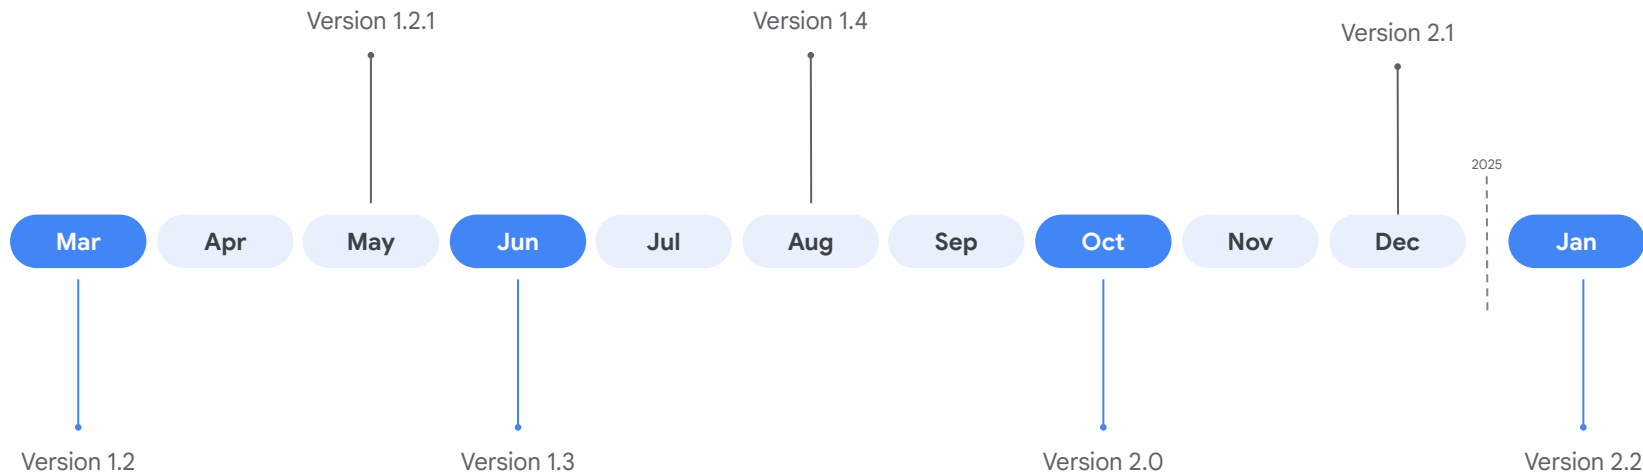 Version 1.2.1
Version 1.4
Version 2.1
2025
Mar
Apr
May
Jun
Jul
Aug
Sep
Oct
Nov
Dec
Jan
Version 1.2
Version 1.3
Version 2.0
Version 2.2